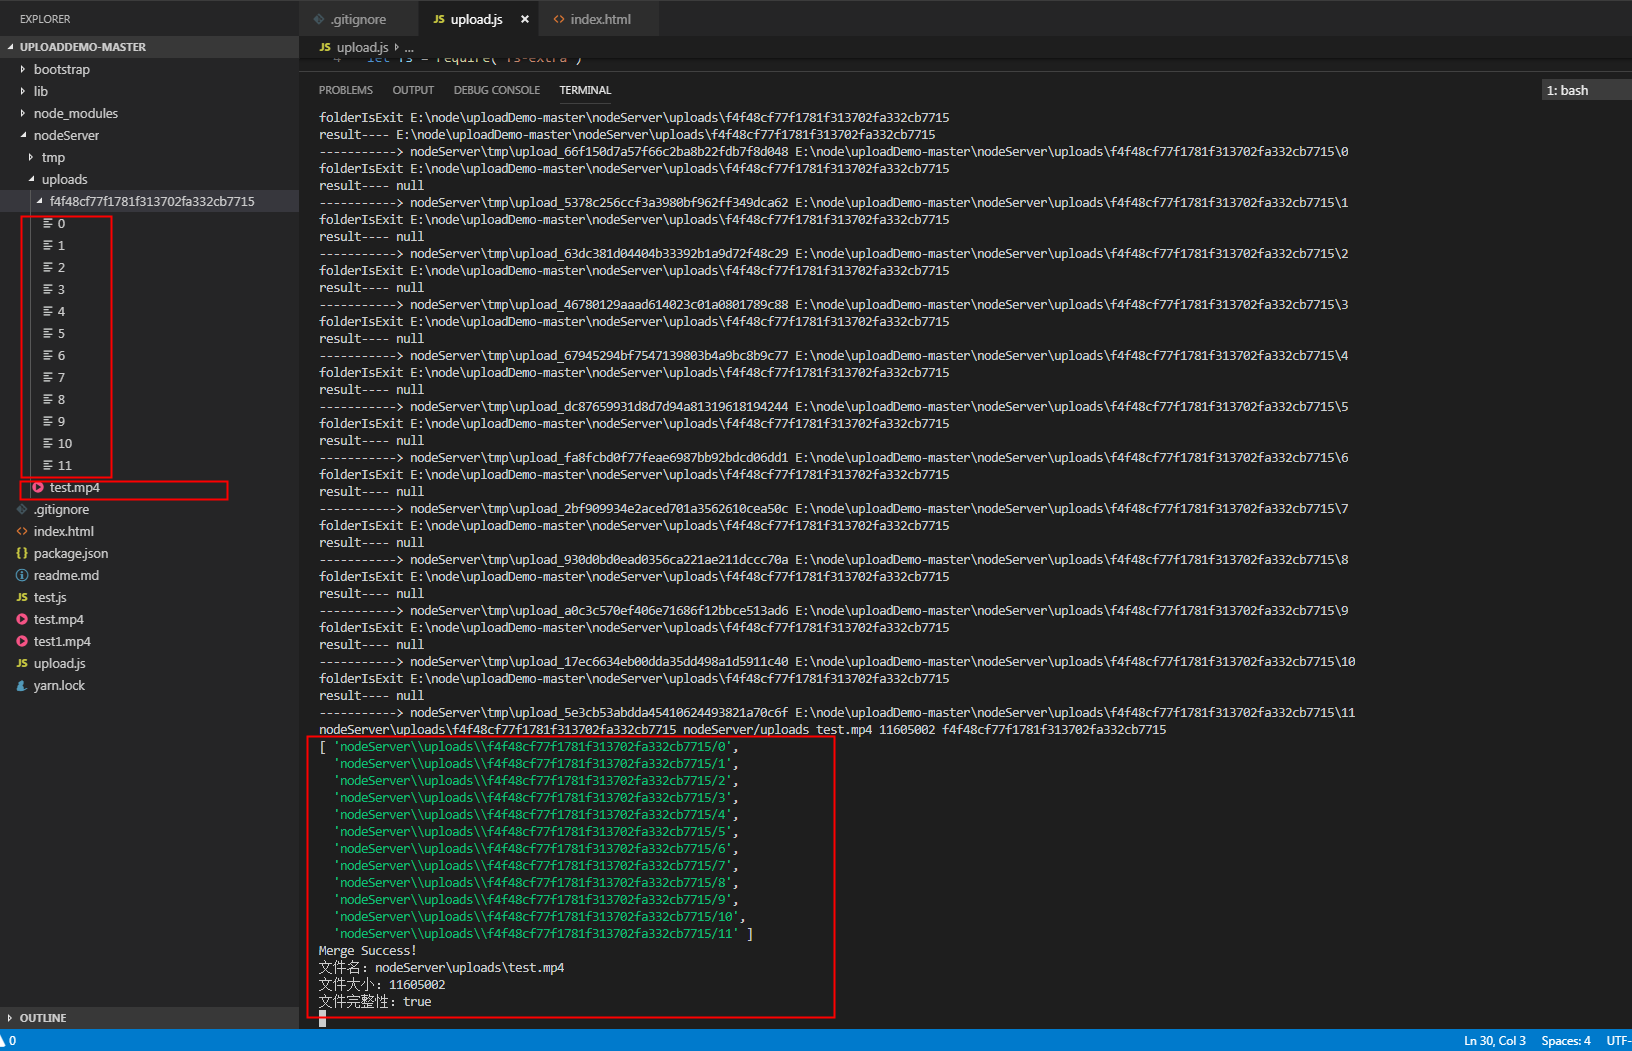 EXPLORER
UPLOADDEMO-MASTER
bootstrap
lib
node_modules
nodeServer
tmp
uploads
f4f48cf77f1781f313702fa332cb7715
0
1
2
3
4
5
6
7
8
9
10
11
test.mp4
.gitignore
index.html
package.json
readme.md
test.js
test.mp4
test1.mp4
upload.js
yarn.lock
OUTLINE
.gitignore
JS upload.js ×
index.html
JS upload.js ...
4 let fs = require('fs-extra')
PROBLEMS OUTPUT DEBUG CONSOLE TERMINAL 1: bash
folderIsExit E:\node\uploadDemo-master\nodeServer\uploads\f4f48cf77f1781f313702fa332cb7715
result---- E:\node\uploadDemo-master\nodeServer\uploads\f4f48cf77f1781f313702fa332cb7715
-----------> nodeServer\tmp\upload_66f150d7a57f66c2ba8b22fdb7f8d048 E:\node\uploadDemo-master\nodeServer\uploads\f4f48cf77f1781f313702fa332cb7715\0
folderIsExit E:\node\uploadDemo-master\nodeServer\uploads\f4f48cf77f1781f313702fa332cb7715
result---- null
-----------> nodeServer\tmp\upload_5378c256ccf3a3980bf962ff349dca62 E:\node\uploadDemo-master\nodeServer\uploads\f4f48cf77f1781f313702fa332cb7715\1
folderIsExit E:\node\uploadDemo-master\nodeServer\uploads\f4f48cf77f1781f313702fa332cb7715
result---- null
-----------> nodeServer\tmp\upload_63dc381d04404b33392b1a9d72f48c29 E:\node\uploadDemo-master\nodeServer\uploads\f4f48cf77f1781f313702fa332cb7715\2
folderIsExit E:\node\uploadDemo-master\nodeServer\uploads\f4f48cf77f1781f313702fa332cb7715
result---- null
-----------> nodeServer\tmp\upload_46780129aaad614023c01a0801789c88 E:\node\uploadDemo-master\nodeServer\uploads\f4f48cf77f1781f313702fa332cb7715\3
folderIsExit E:\node\uploadDemo-master\nodeServer\uploads\f4f48cf77f1781f313702fa332cb7715
result---- null
-----------> nodeServer\tmp\upload_67945294bf7547139803b4a9bc8b9c77 E:\node\uploadDemo-master\nodeServer\uploads\f4f48cf77f1781f313702fa332cb7715\4
folderIsExit E:\node\uploadDemo-master\nodeServer\uploads\f4f48cf77f1781f313702fa332cb7715
result---- null
-----------> nodeServer\tmp\upload_dc87659931d8d7d94a81319618194244 E:\node\uploadDemo-master\nodeServer\uploads\f4f48cf77f1781f313702fa332cb7715\5
folderIsExit E:\node\uploadDemo-master\nodeServer\uploads\f4f48cf77f1781f313702fa332cb7715
result---- null
-----------> nodeServer\tmp\upload_fa8fcbd0f77feae6987bb92bdcd06dd1 E:\node\uploadDemo-master\nodeServer\uploads\f4f48cf77f1781f313702fa332cb7715\6
folderIsExit E:\node\uploadDemo-master\nodeServer\uploads\f4f48cf77f1781f313702fa332cb7715
result---- null
-----------> nodeServer\tmp\upload_2bf909934e2aced701a3562610cea50c E:\node\uploadDemo-master\nodeServer\uploads\f4f48cf77f1781f313702fa332cb7715\7
folderIsExit E:\node\uploadDemo-master\nodeServer\uploads\f4f48cf77f1781f313702fa332cb7715
result---- null
-----------> nodeServer\tmp\upload_930d0bd0ead0356ca221ae211dccc70a E:\node\uploadDemo-master\nodeServer\uploads\f4f48cf77f1781f313702fa332cb7715\8
folderIsExit E:\node\uploadDemo-master\nodeServer\uploads\f4f48cf77f1781f313702fa332cb7715
result---- null
-----------> nodeServer\tmp\upload_a0c3c570ef406e71686f12bbce513ad6 E:\node\uploadDemo-master\nodeServer\uploads\f4f48cf77f1781f313702fa332cb7715\9
folderIsExit E:\node\uploadDemo-master\nodeServer\uploads\f4f48cf77f1781f313702fa332cb7715
result---- null
-----------> nodeServer\tmp\upload_17ec6634eb00dda35dd498a1d5911c40 E:\node\uploadDemo-master\nodeServer\uploads\f4f48cf77f1781f313702fa332cb7715\10
folderIsExit E:\node\uploadDemo-master\nodeServer\uploads\f4f48cf77f1781f313702fa332cb7715
result---- null
-----------> nodeServer\tmp\upload_5e3cb53abdda45410624493821a70c6f E:\node\uploadDemo-master\nodeServer\uploads\f4f48cf77f1781f313702fa332cb7715\11
nodeServer\uploads\f4f48cf77f1781f313702fa332cb7715 nodeServer/uploads test.mp4 11605002 f4f48cf77f1781f313702fa332cb7715
[ 'nodeServer\\uploads\\f4f48cf77f1781f313702fa332cb7715/0',
'nodeServer\\uploads\\f4f48cf77f1781f313702fa332cb7715/1',
'nodeServer\\uploads\\f4f48cf77f1781f313702fa332cb7715/2',
'nodeServer\\uploads\\f4f48cf77f1781f313702fa332cb7715/3',
'nodeServer\\uploads\\f4f48cf77f1781f313702fa332cb7715/4',
'nodeServer\\uploads\\f4f48cf77f1781f313702fa332cb7715/5',
'nodeServer\\uploads\\f4f48cf77f1781f313702fa332cb7715/6',
'nodeServer\\uploads\\f4f48cf77f1781f313702fa332cb7715/7',
'nodeServer\\uploads\\f4f48cf77f1781f313702fa332cb7715/8',
'nodeServer\\uploads\\f4f48cf77f1781f313702fa332cb7715/9',
'nodeServer\\uploads\\f4f48cf77f1781f313702fa332cb7715/10',
'nodeServer\\uploads\\f4f48cf77f1781f313702fa332cb7715/11' ]
Merge Success!
文件名：nodeServer\uploads\test.mp4
文件大小：11605002
文件完整性：true
0 Ln 30, Col 3 Spaces: 4 UTF-